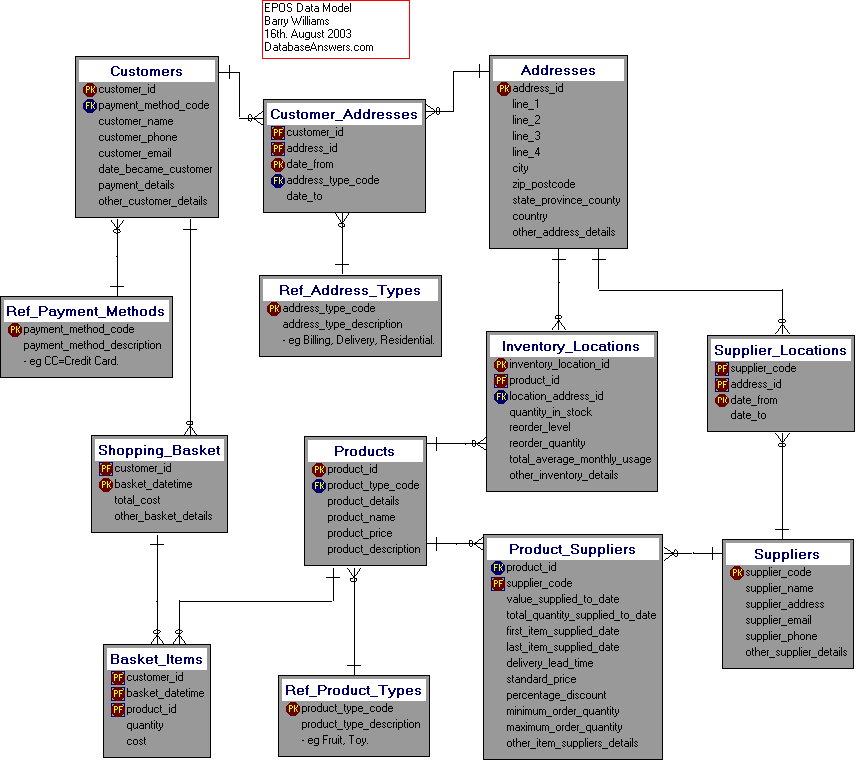 EPOS Data Model
Barry Williams
16th. August 2003
DatabaseAnswers.com
Customers
PK customer_id
FK payment_method_code
customer_name
customer_phone
customer_email
date_became_customer
payment_details
other_customer_details
Customer_Addresses
PF customer_id
PF address_id
PK date_from
FK address_type_code
date_to
Addresses
PK address_id
line_1
line_2
line_3
line_4
city
zip_postcode
state_province_county
country
other_address_details
Ref_Payment_Methods
PK payment_method_code
payment_method_description
- eg CC=Credit Card.
Ref_Address_Types
PK address_type_code
address_type_description
- eg Billing, Delivery, Residential.
Inventory_Locations
PK inventory_location_id
PF product_id
FK location_address_id
quantity_in_stock
reorder_level
reorder_quantity
total_average_monthly_usage
other_inventory_details
Supplier_Locations
PF supplier_code
PF address_id
PK date_from
date_to
Shopping_Basket
PF customer_id
PK basket_datetime
total_cost
other_basket_details
Products
PK product_id
FK product_type_code
product_details
product_name
product_price
product_description
Product_Suppliers
FK product_id
PF supplier_code
value_supplied_to_date
total_quantity_supplied_to_date
first_item_supplied_date
last_item_supplied_date
delivery_lead_time
standard_price
percentage_discount
minimum_order_quantity
maximum_order_quantity
other_item_suppliers_details
Suppliers
PK supplier_code
supplier_name
supplier_address
supplier_email
supplier_phone
other_supplier_details
Basket_Items
PF customer_id
PF basket_datetime
PF product_id
quantity
cost
Ref_Product_Types
PK product_type_code
product_type_description
- eg Fruit, Toy.